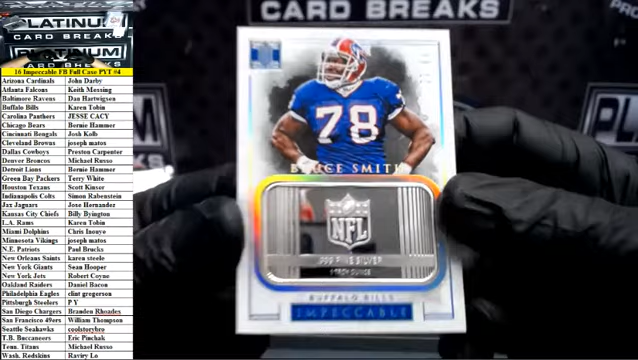 PLATINUM
CARD BREAKS
PLATINUM
CARD BREAKS
16 Impeccable FB Full Case PYT #4
Arizona Cardinals John Darby
Atlanta Falcons Keith Messing
Baltimore Ravens Dan Hartwigsen
Buffalo Bills Karen Tobin
Carolina Panthers JESSE CACY
Chicago Bears Bernie Hammer
Cincinnati Bengals Josh Kolb
Cleveland Browns joseph matos
Dallas Cowboys Preston Carpenter
Denver Broncos Michael Russo
Detroit Lions Bernie Hammer
Green Bay Packers Terry White
Houston Texans Scott Kinser
Indianapolis Colts Simon Rabenstein
Jax Jaguars Jose Hernander
Kansas City Chiefs Billy Byington
L.A. Rams Karen Tobin
Miami Dolphins Chris Inouye
Minnesota Vikings joseph matos
N.E. Patriots Paul Brucks
New Orleans Saints karen steele
New York Giants Sean Hooper
New York Jets Robert Coyne
Oakland Raiders Daniel Bacon
Philadelphia Eagles clint gregerson
Pittsburgh Steelers P Y
San Diego Chargers Branden Rhoades
San Francisco 49ers William Thompson
Seattle Seahawks coolstorybro
T.B. Buccaneers Eric Pinchak
Tenn. Titans Michael Russo
Wash. Redskins Raviry Lo
CARD BREAKS
78
BRUCE SMITH
NFL
.999 FINE SILVER
BUFFALO BILLS
IMPECCABLE